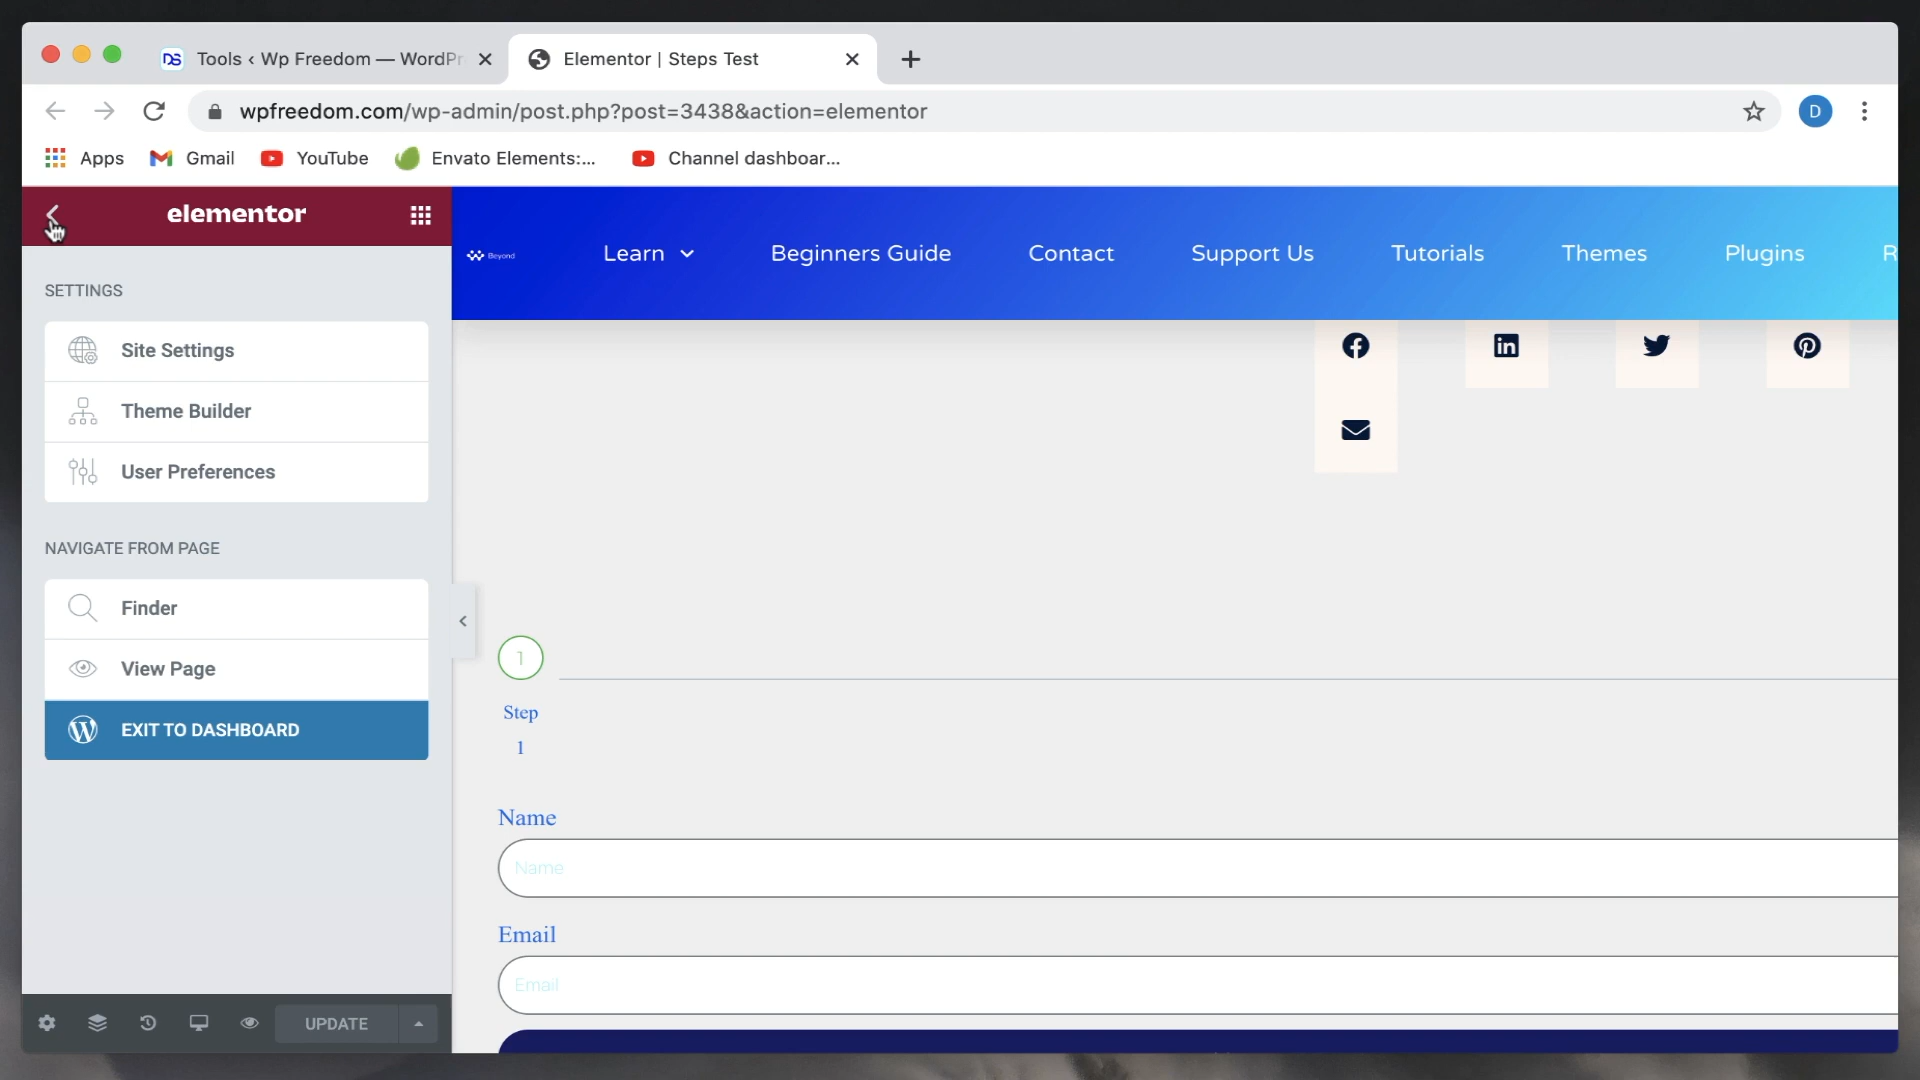 Tools ‹ Wp Freedom — WordPr
Elementor | Steps Test
wpfreedom.com/wp-admin/post.php?post=3438&action=elementor
D
Apps
Gmail
YouTube
Envato Elements:...
Channel dashboar...
elementor
Beyond
Learn
Beginners Guide
Contact
Support Us
Tutorials
Themes
Plugins
R
SETTINGS
Site Settings
Theme Builder
User Preferences
NAVIGATE FROM PAGE
Finder
View Page
EXIT TO DASHBOARD
1
Step
1
Name
Name
Email
Email
UPDATE